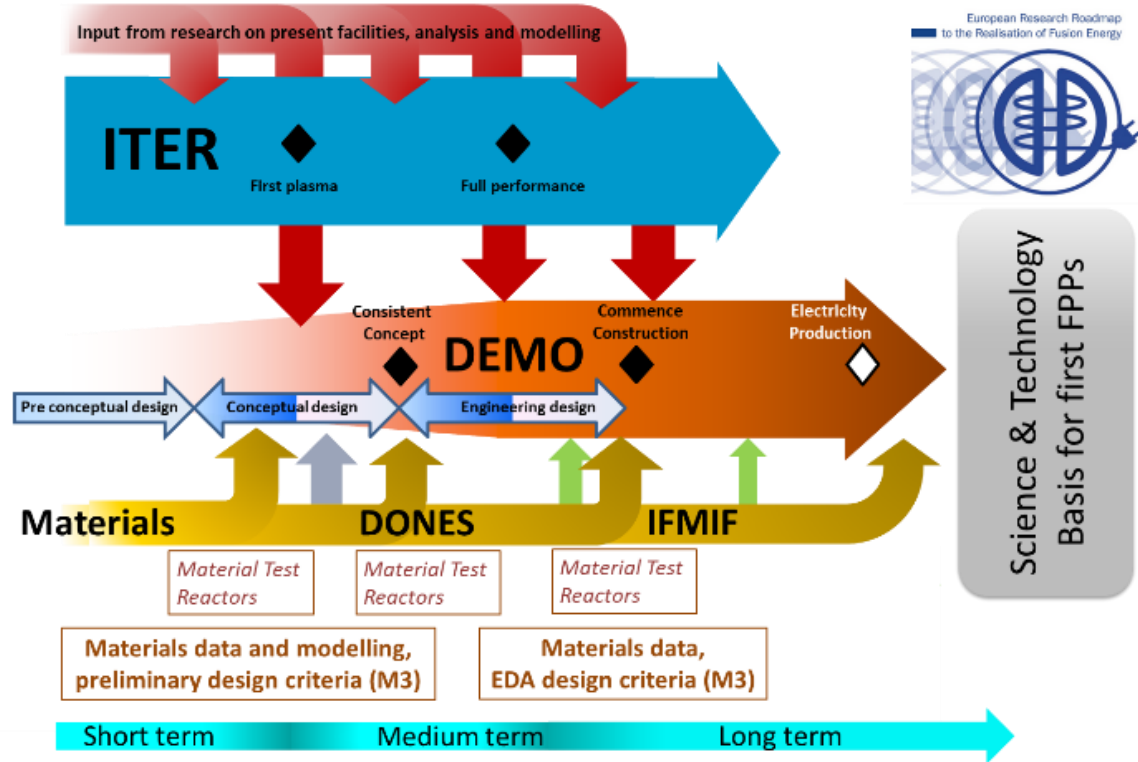 Input from research on present facilities, analysis and modelling
European Research Roadmap
to the Realisation of Fusion Energy
ITER
First plasma
Full performance
Consistent
Concept
DEMO
Commence
Construction
Electricity
Production
Pre conceptual design
Conceptual design
Engineering design
Materials
DONES
IFMIF
Material Test
Reactors
Material Test
Reactors
Material Test
Reactors
Materials data and modelling,
preliminary design criteria (M3)
Materials data,
EDA design criteria (M3)
Science & Technology
Basis for first FPPs
Short term
Medium term
Long term